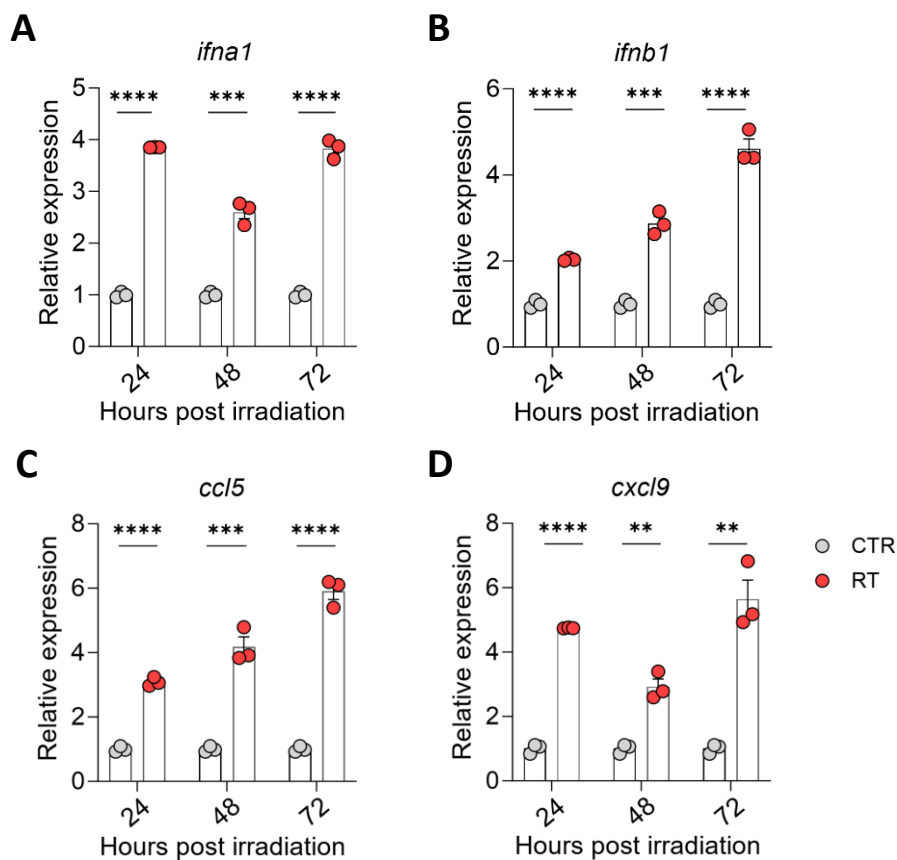 A
ifna1
5
4
3
2
1
0
Relative expression
**** *** ****
24 48 72
Hours post irradiation
B
ifnb1
6
4
2
0
Relative expression
**** *** ****
24 48 72
Hours post irradiation
C
ccl5
8
6
4
2
0
Relative expression
**** *** ****
24 48 72
Hours post irradiation
D
cxcl9
8
6
4
2
0
Relative expression
**** ** **
24 48 72
Hours post irradiation
CTR
RT